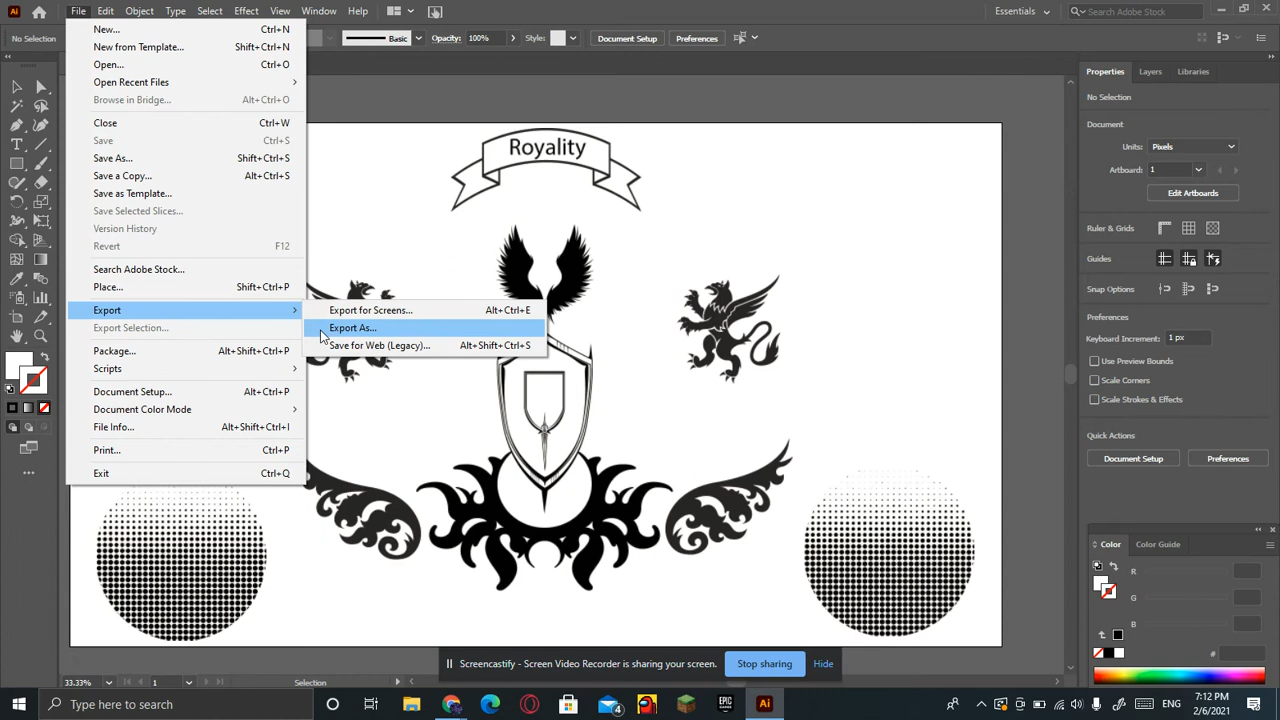 Ai File Edit Object Type Select Effect View Window Help Essentials Search Adobe Stock
No Selection Basic Opacity: 100% Style: Document Setup Preferences
New... Ctrl+N
New from Template... Shift+Ctrl+N
Open... Ctrl+O
Open Recent Files
Browse in Bridge... Alt+Ctrl+O
Close Ctrl+W
Save Ctrl+S
Save As... Shift+Ctrl+S
Save a Copy... Alt+Ctrl+S
Save as Template...
Save Selected Slices...
Version History
Revert F12
Search Adobe Stock...
Place... Shift+Ctrl+P
Export
Export Selection...
Package... Alt+Shift+Ctrl+P
Scripts
Document Setup... Alt+Ctrl+P
Document Color Mode
File Info... Alt+Shift+Ctrl+I
Print... Ctrl+P
Exit Ctrl+Q
Export for Screens... Alt+Ctrl+E
Export As...
Save for Web (Legacy)... Alt+Shift+Ctrl+S
Royality
Properties Layers Libraries
No Selection
Document
Units: Pixels
Artboard: 1
Edit Artboards
Ruler & Grids
Guides
Snap Options
Preferences
Keyboard Increment: 1 px
Use Preview Bounds
Scale Corners
Scale Strokes & Effects
Quick Actions
Document Setup Preferences
Color Color Guide
R
G
B
#
Screencastify - Screen Video Recorder is sharing your screen. Stop sharing Hide
33.33% 1 Selection
Type here to search
4
EPIC GAMES
Ai
7:12 PM
2/6/2021